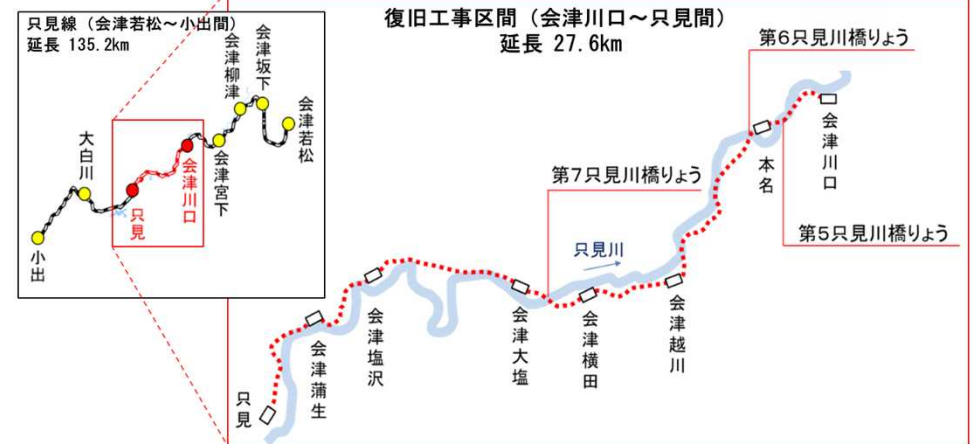 只見線（会津若松～小出間）
延長 135.2km
会津若松
会津坂下
会津柳津
会津宮下
会津川口
只見
大白川
小出
復旧工事区間（会津川口～只見間）
延長 27.6km
第6只見川橋りょう
会津川口
本名
第5只見川橋りょう
第7只見川橋りょう
只見川
会津越川
会津横田
会津大塩
会津塩沢
会津蒲生
只見